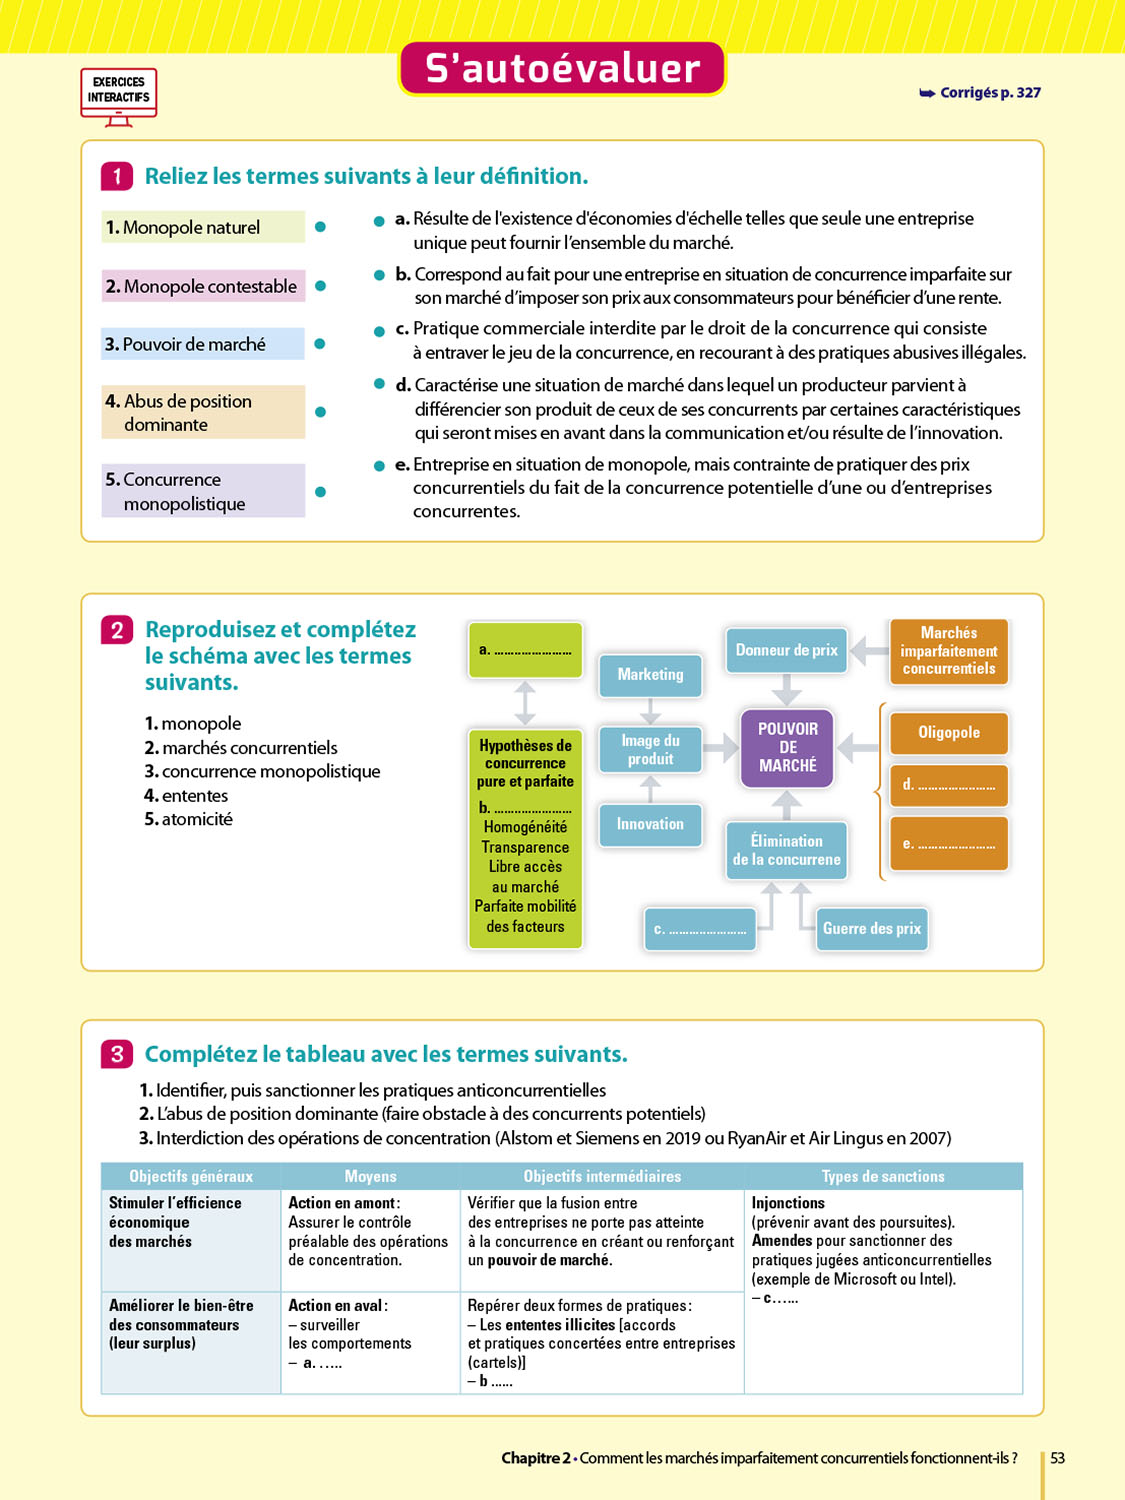 S'autoévaluer
EXERCICES
INTERACTIFS
➥ Corrigés p. 327
1 Reliez les termes suivants à leur définition.
1. Monopole naturel
2. Monopole contestable
3. Pouvoir de marché
4. Abus de position
dominante
5. Concurrence
monopolistique
a. Résulte de l'existence d'économies d'échelle telles que seule une entreprise
unique peut fournir l'ensemble du marché.
b. Correspond au fait pour une entreprise en situation de concurrence imparfaite sur
son marché d'imposer son prix aux consommateurs pour bénéficier d'une rente.
c. Pratique commerciale interdite par le droit de la concurrence qui consiste
à entraver le jeu de la concurrence, en recourant à des pratiques abusives illégales.
d. Caractérise une situation de marché dans lequel un producteur parvient à
différencier son produit de ceux de ses concurrents par certaines caractéristiques
qui seront mises en avant dans la communication et/ou résulte de l'innovation.
e. Entreprise en situation de monopole, mais contrainte de pratiquer des prix
concurrentiels du fait de la concurrence potentielle d'une ou d'entreprises
concurrentes.
2 Reproduisez et complétez
le schéma avec les termes
suivants.
1. monopole
2. marchés concurrentiels
3. concurrence monopolistique
4. ententes
5. atomicité
a. ......................
Hypothèses de
concurrence
pure et parfaite
b. ......................
Homogénéité
Transparence
Libre accès
au marché
Parfaite mobilité
des facteurs
Marketing
Image du
produit
Innovation
Donneur de prix
POUVOIR
DE
MARCHÉ
Élimination
de la concurrene
c. ......................
Guerre des prix
Marchés
imparfaitement
concurrentiels
Oligopole
d. ......................
e. ......................
3 Complétez le tableau avec les termes suivants.
1. Identifier, puis sanctionner les pratiques anticoncurrentielles
2. L'abus de position dominante (faire obstacle à des concurrents potentiels)
3. Interdiction des opérations de concentration (Alstom et Siemens en 2019 ou RyanAir et Air Lingus en 2007)
Objectifs généraux
Moyens
Objectifs intermédiaires
Types de sanctions
Stimuler l'efficience
économique
des marchés
Action en amont :
Assurer le contrôle
préalable des opérations
de concentration.
Vérifier que la fusion entre
des entreprises ne porte pas atteinte
à la concurrence en créant ou renforçant
un pouvoir de marché.
Injonctions
(prévenir avant des poursuites).
Amendes pour sanctionner des
pratiques jugées anticoncurrentielles
(exemple de Microsoft ou Intel).
– c......
Améliorer le bien-être
des consommateurs
(leur surplus)
Action en aval :
– surveiller
les comportements
– a. .....
Repérer deux formes de pratiques :
– Les ententes illicites [accords
et pratiques concertées entre entreprises
(cartels)]
– b ......
Chapitre 2 • Comment les marchés imparfaitement concurrentiels fonctionnent-ils ? 53